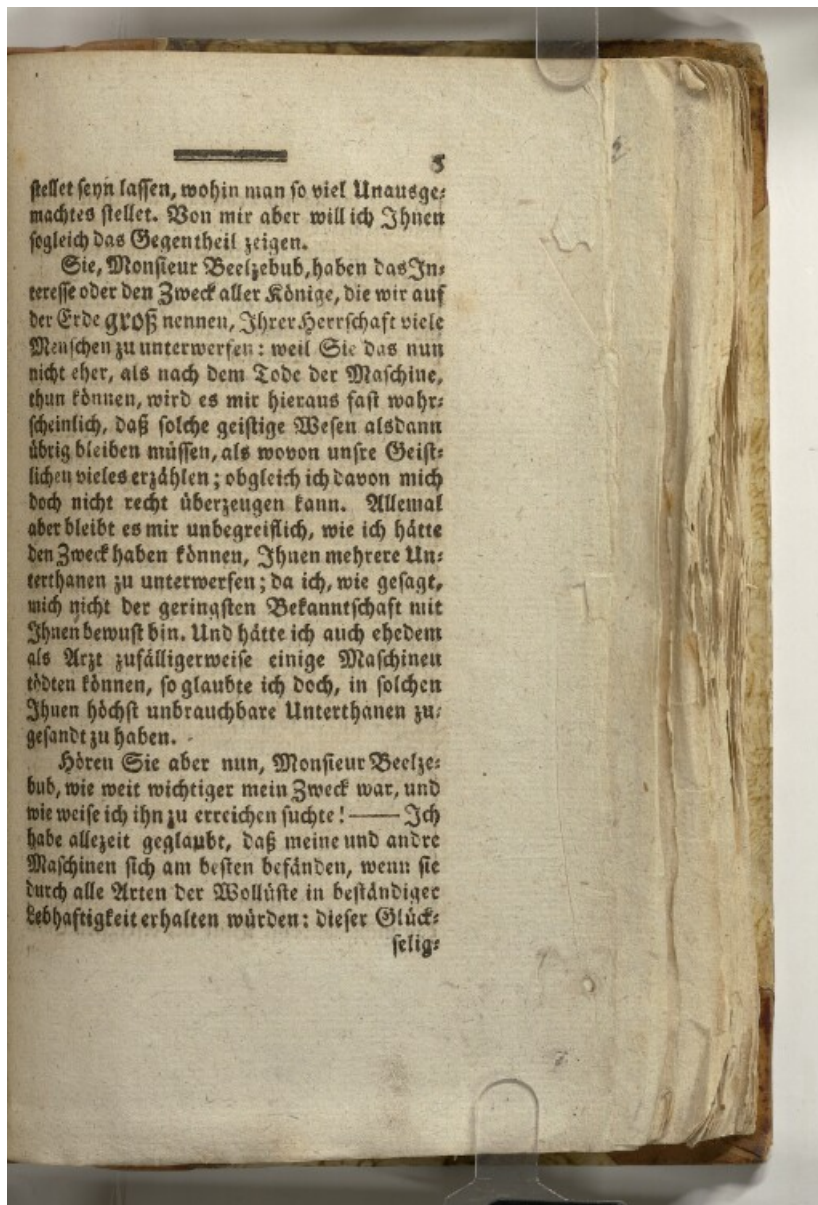 5
stellet seyn lassen, wohin man so viel Unausge-
machtes stellet. Von mir aber will ich Ihnen
sogleich das Gegentheil zeigen.
Sie, Monsieur Beelzebub, haben das In-
teresse oder den Zweck aller Könige, die wir auf
der Erde groß nennen, Ihrer Herrschaft viele
Menschen zu unterwerfen: weil Sie das nun
nicht eher, als nach dem Tode der Maschine,
thun können, wird es mir hieraus fast wahr-
scheinlich, daß solche geistige Wesen alsdann
übrig bleiben müssen, als wovon unsre Geist-
lichen vieles erzählen; obgleich ich davon mich
doch nicht recht überzeugen kann. Allemal
aber bleibt es mir unbegreiflich, wie ich hätte
den Zweck haben können, Ihnen mehrere Un-
terthanen zu unterwerfen; da ich, wie gesagt,
mich nicht der geringsten Bekanntschaft mit
Ihnen bewust bin. Und hätte ich auch ehedem
als Arzt zufälligerweise einige Maschinen
tödten können, so glaubte ich doch, in solchen
Ihnen höchst unbrauchbare Unterthanen zu-
gesandt zu haben.
Hören Sie aber nun, Monsieur Beelze-
bub, wie weit wichtiger mein Zweck war, und
wie weise ich ihn zu erreichen suchte! — Ich
habe allezeit geglaubt, daß meine und andre
Maschinen sich am besten befänden, wenn sie
durch alle Arten der Wollüste in beständiger
Lebhaftigkeit erhalten würden: dieser Glück-
selig-